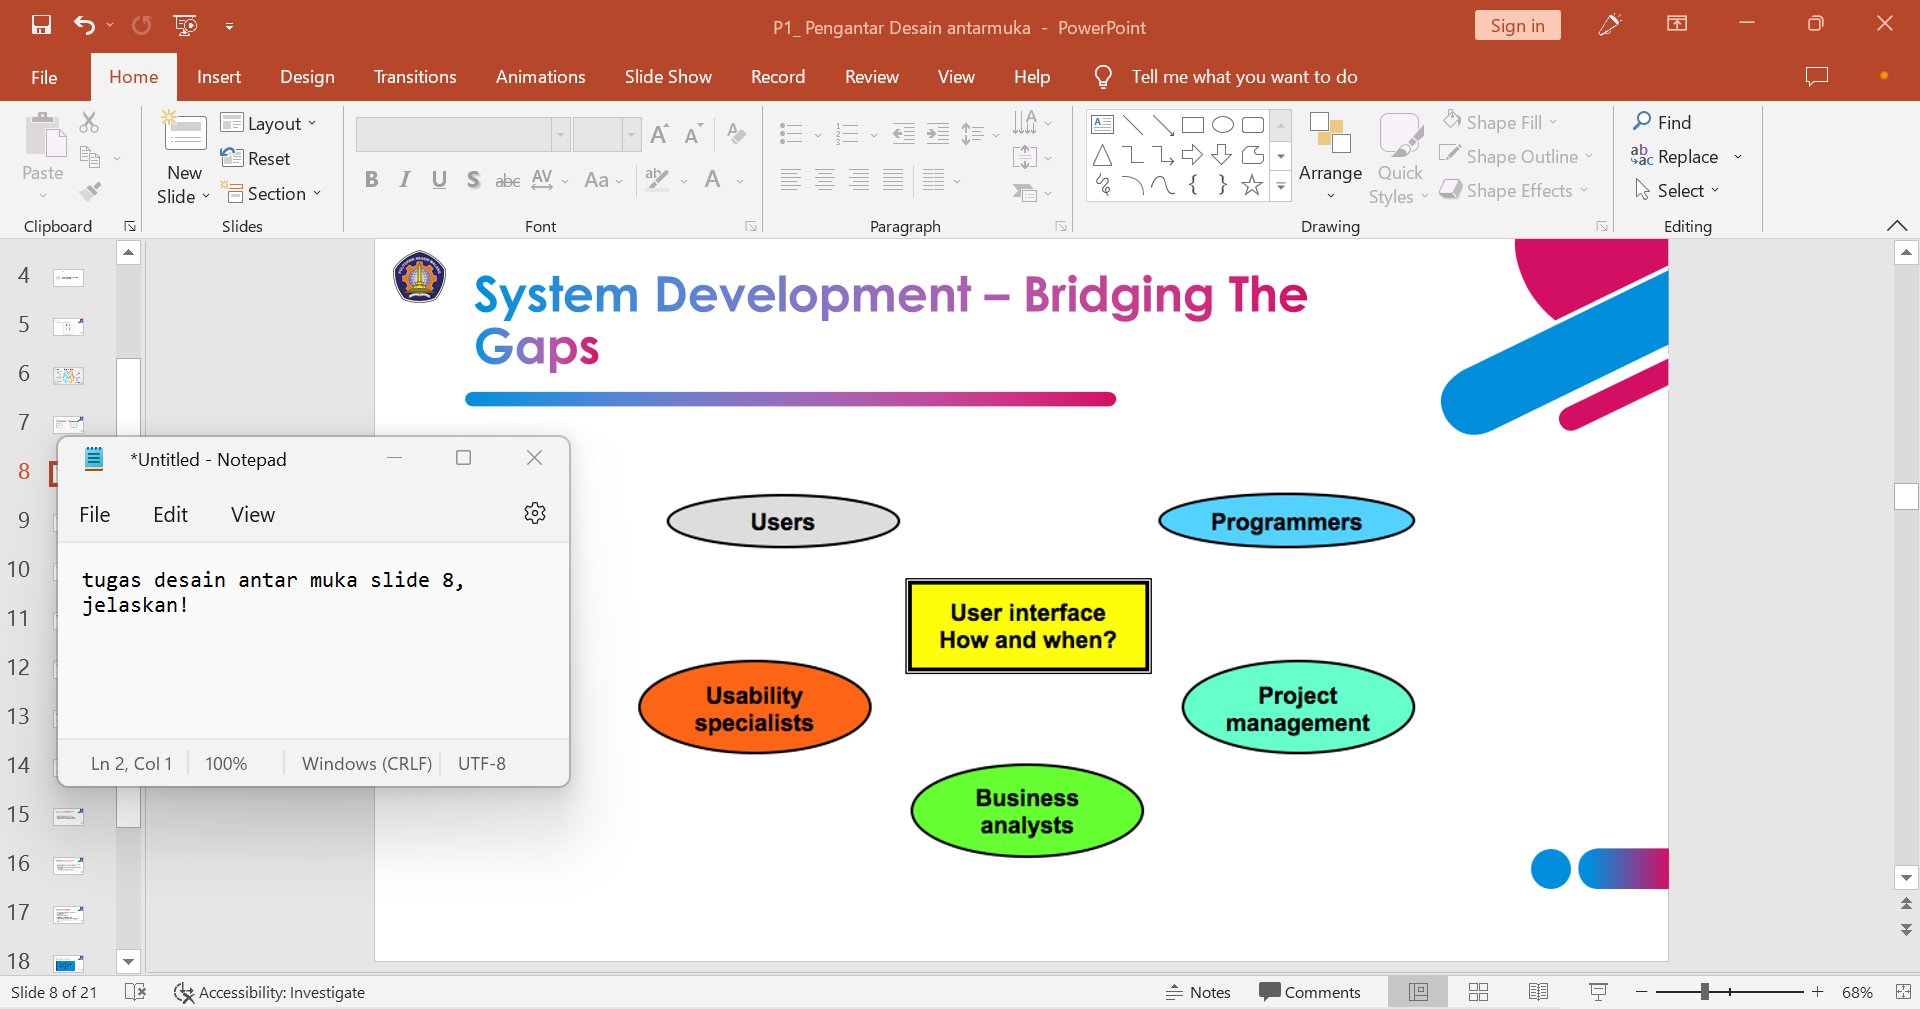 P1_ Pengantar Desain antarmuka - PowerPoint
Sign in
File Home Insert Design Transitions Animations Slide Show Record Review View Help Tell me what you want to do
Paste
Clipboard
New Slide
Layout
Reset
Section
Slides
B I U S abc AV Aa A
Font
Paragraph
Arrange
Quick Styles
Shape Fill
Shape Outline
Shape Effects
Drawing
Find
Replace
Select
Editing
4
5
6
7
8
9
10
11
12
13
14
15
16
17
18
*Untitled - Notepad
File Edit View
tugas desain antar muka slide 8,
jelaskan!
Ln 2, Col 1 100% Windows (CRLF) UTF-8
System Development – Bridging The
Gaps
Users
Programmers
User interface
How and when?
Usability
specialists
Project
management
Business
analysts
Slide 8 of 21 Accessibility: Investigate Notes Comments 68%